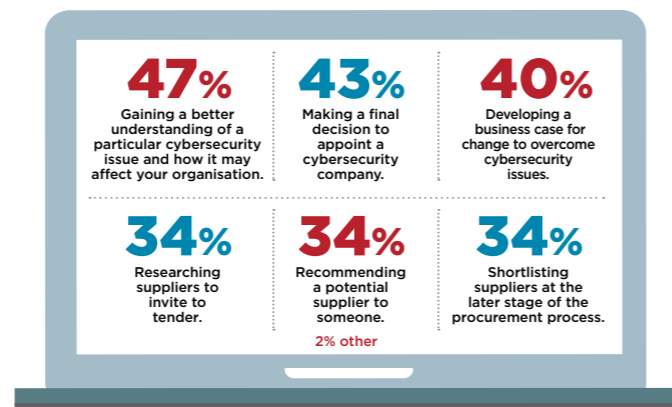 47%
Gaining a better
understanding of a
particular cybersecurity
issue and how it may
affect your organisation.
43%
Making a final
decision to
appoint a
cybersecurity
company.
40%
Developing a
business case for
change to overcome
cybersecurity
issues.
34%
Researching
suppliers to
invite to
tender.
34%
Recommending
a potential
supplier to
someone.
34%
Shortlisting
suppliers at the
later stage of the
procurement process.
2% other